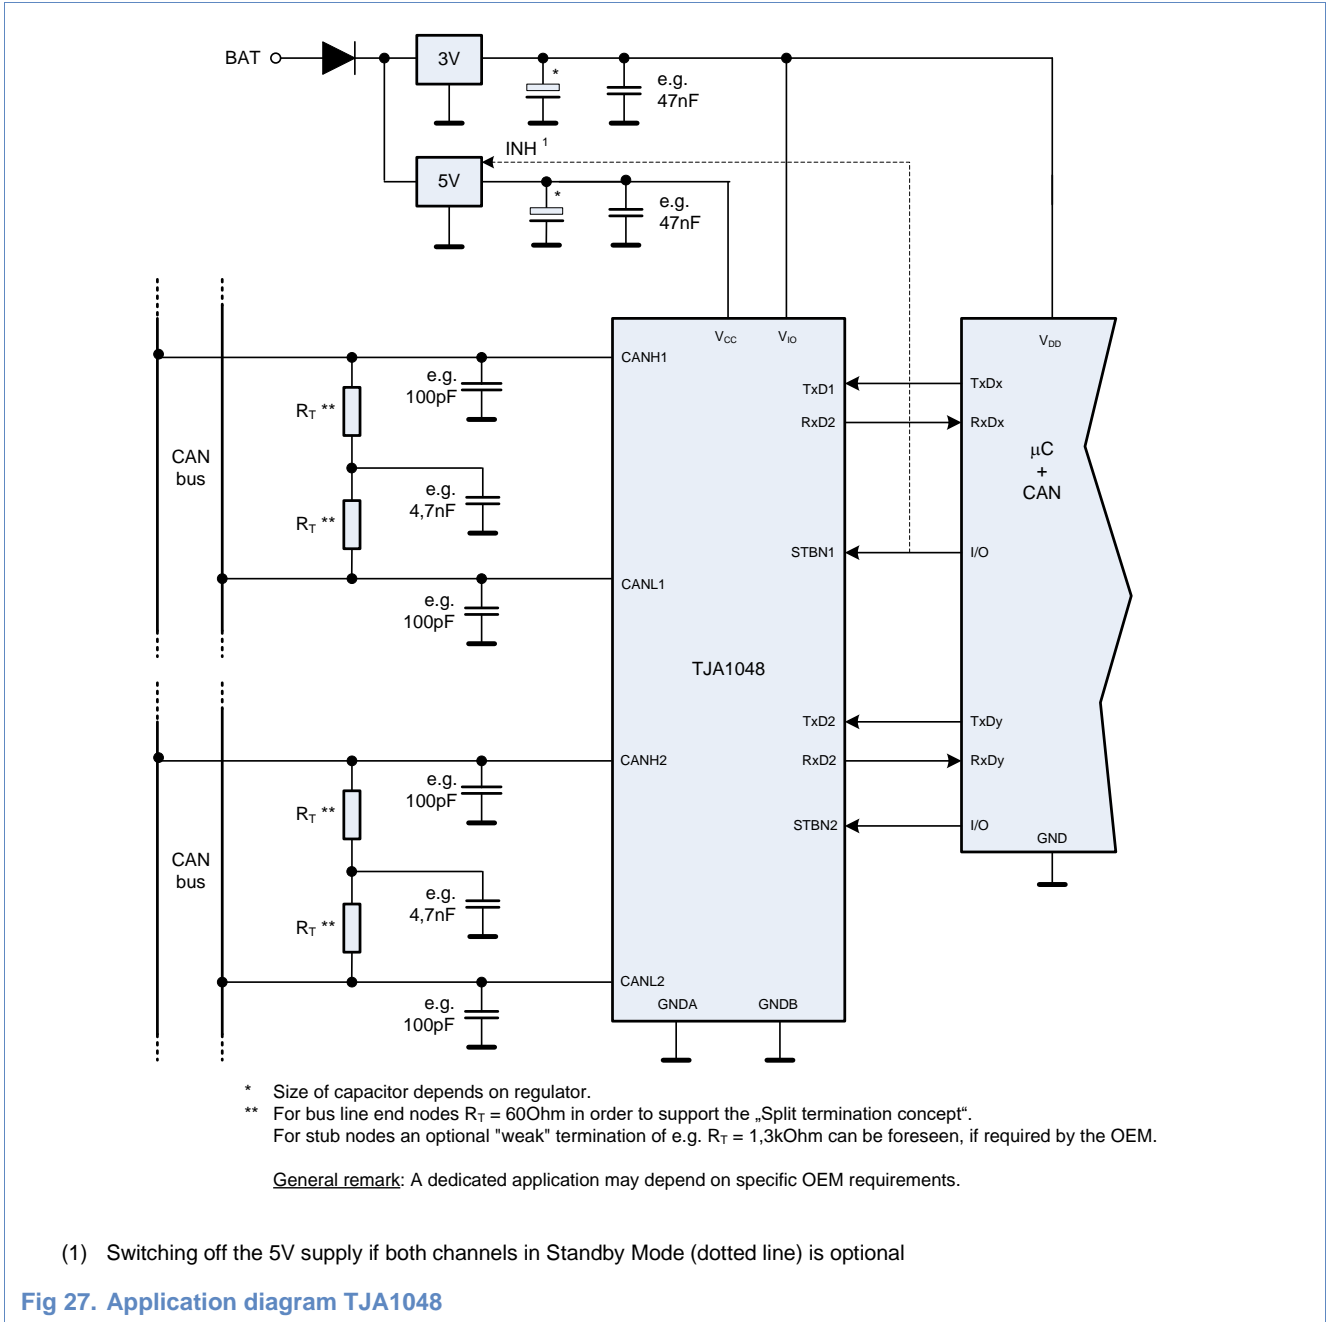 BAT
3V
*
e.g.
47nF
INH 1
5V
*
e.g.
47nF
VCC
VIO
VDD
CANH1
e.g.
100pF
TxD1
TxDx
RT **
RxD2
RxDx
µC
+
CAN
CAN
bus
e.g.
4,7nF
RT **
STBN1
I/O
CANL1
e.g.
100pF
TJA1048
TxD2
TxDy
CANH2
RxD2
RxDy
e.g.
100pF
RT **
STBN2
I/O
GND
CAN
bus
e.g.
4,7nF
RT **
CANL2
e.g.
100pF
GNDA
GNDB
* Size of capacitor depends on regulator.
** For bus line end nodes RT = 60Ohm in order to support the „Split termination concept“.
For stub nodes an optional "weak" termination of e.g. RT = 1,3kOhm can be foreseen, if required by the OEM.
General remark: A dedicated application may depend on specific OEM requirements.
(1) Switching off the 5V supply if both channels in Standby Mode (dotted line) is optional
Fig 27. Application diagram TJA1048